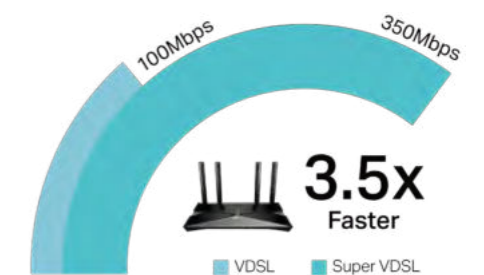 100Mbps
350Mbps
3.5x
Faster
VDSL
Super VDSL